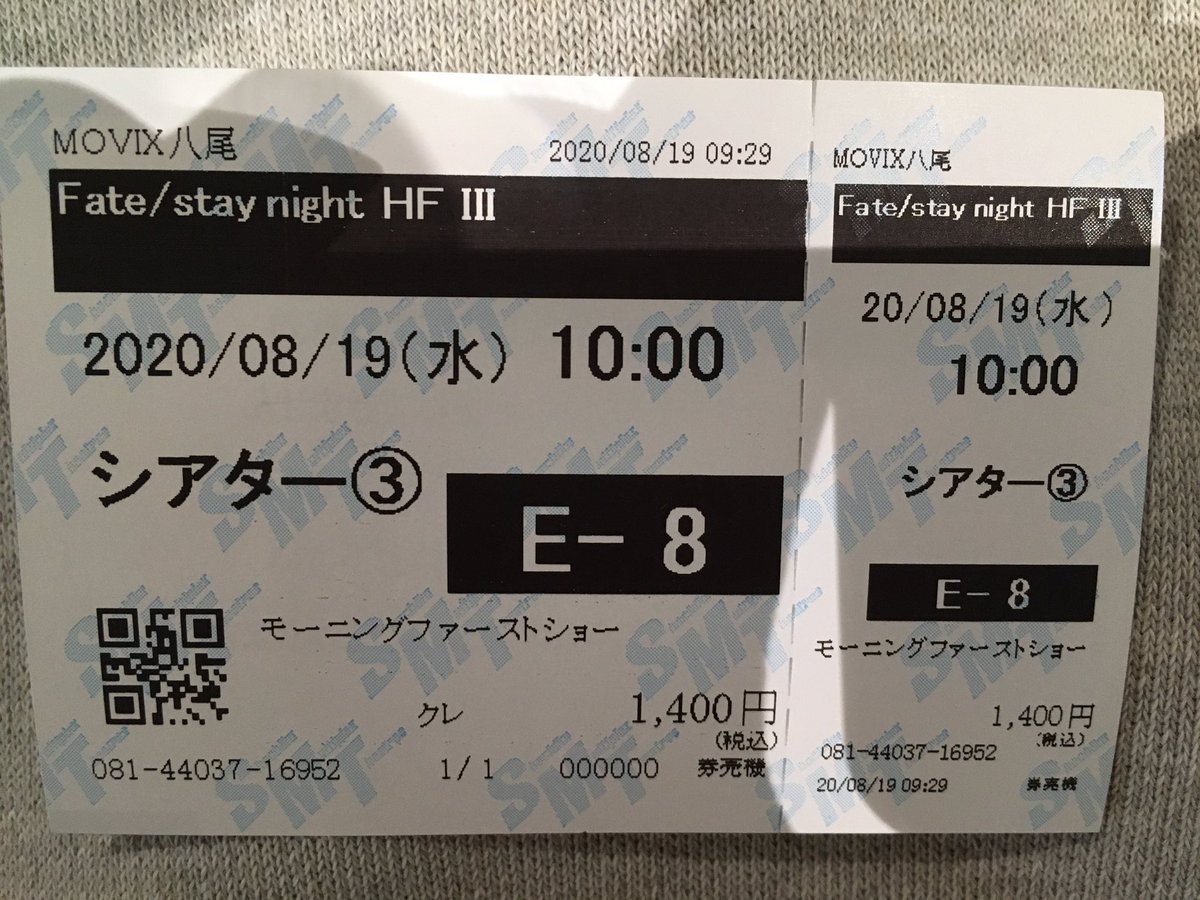 MOVIX八尾
2020/08/19 09:29
Fate/stay night HF III
2020/08/19(水) 10:00
シアター③
E- 8
モーニングファーストショー
クレ 1,400円
(税込)
081-44037-16952 1/1 000000 券売機
MOVIX八尾
Fate/stay night HF III
20/08/19(水)
10:00
シアター③
E- 8
モーニングファーストショー
1,400円
(税込)
081-44037-16952
20/08/19 09:29 券売機
SMT